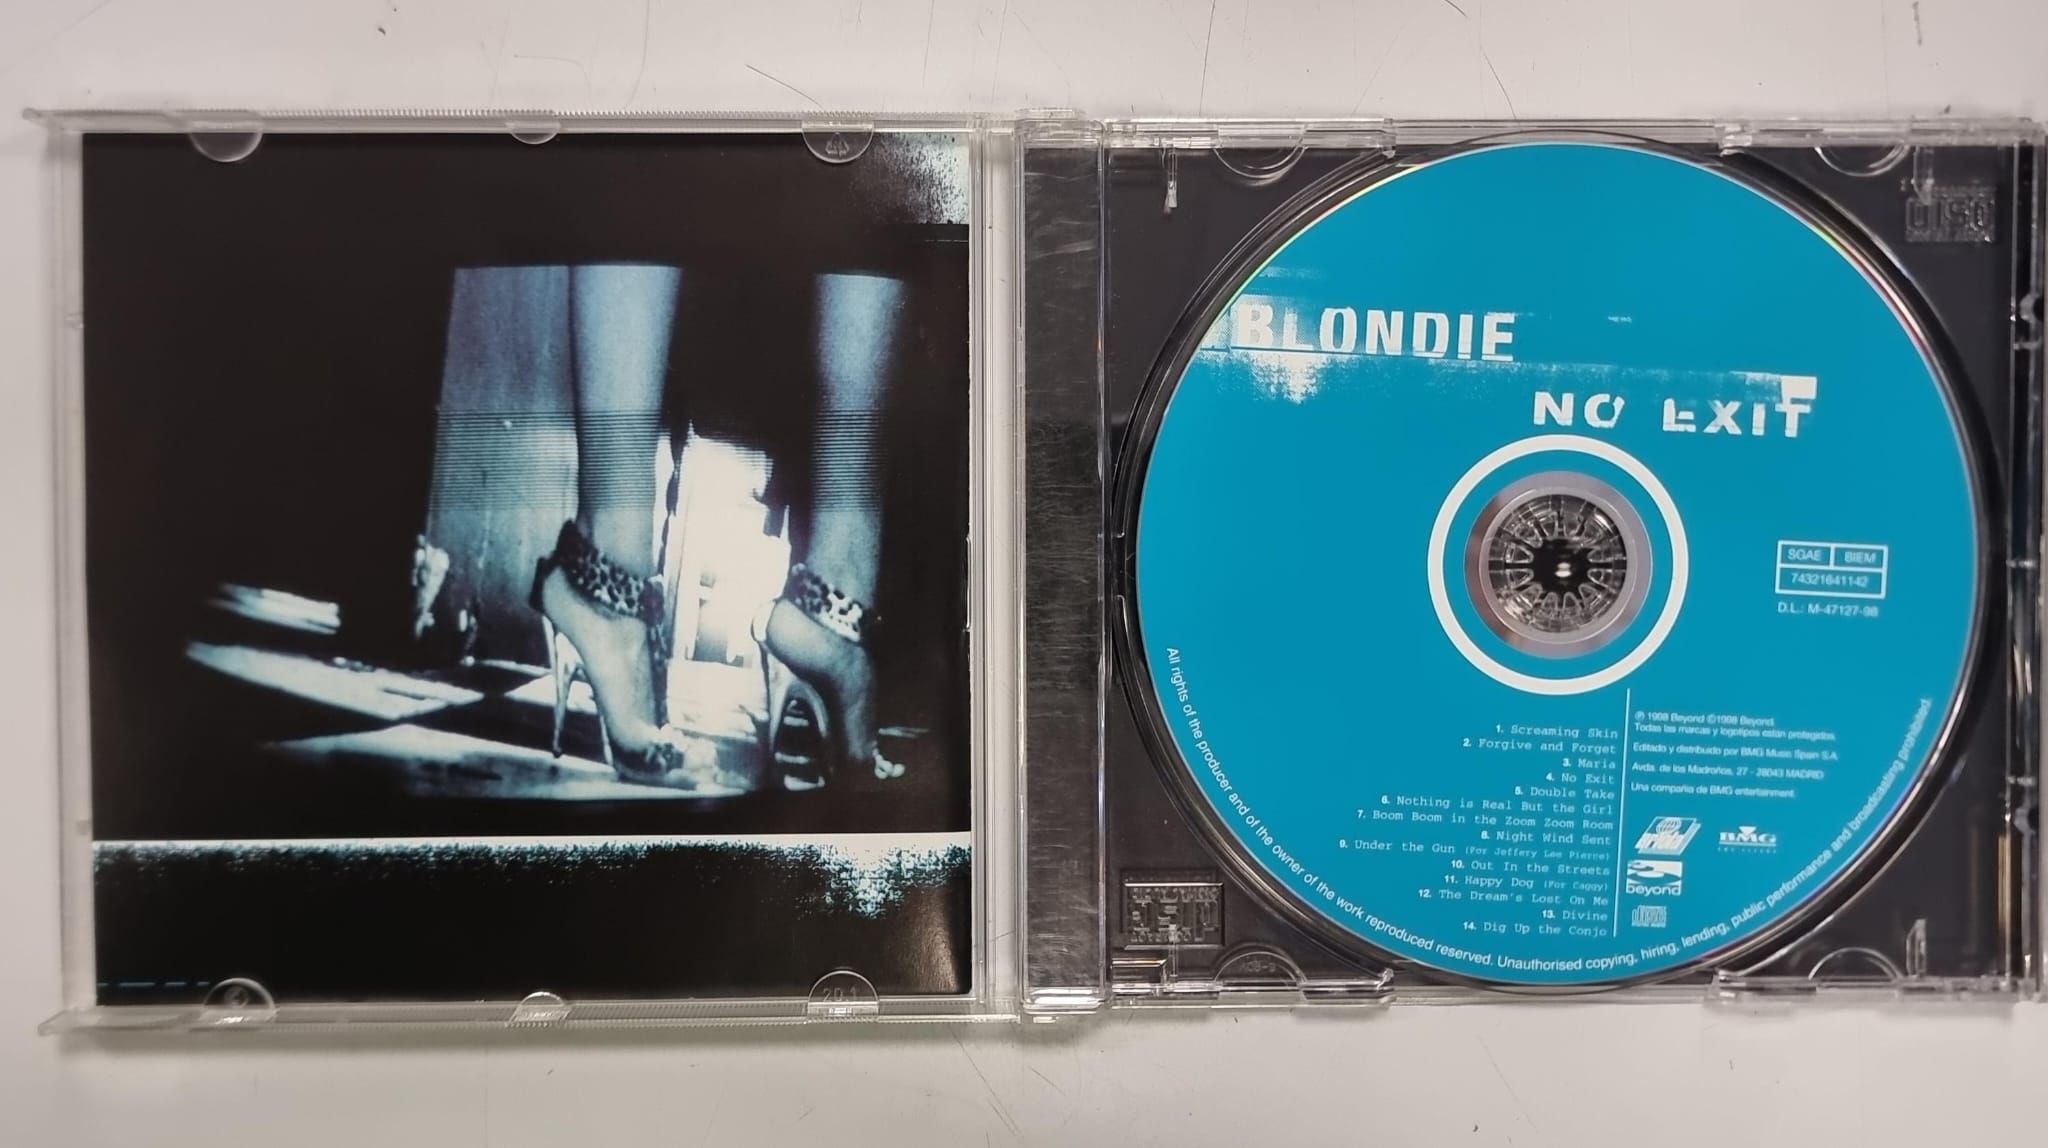 BLONDIE
NO EXIT
SGAE BIEM
74321641142
D.L.: M-47127-98
1. Screaming Skin
2. Forgive and Forget
3. Maria
4. No Exit
5. Double Take
6. Nothing is Real But the Girl
7. Boom Boom in the Zoom Zoom Room
8. Night Wind Sent
9. Under the Gun (For Jeffery Lee Pierce)
10. Out In the Streets
11. Happy Dog (For Caggy)
12. The Dream's Lost On Me
13. Divine
14. Dig Up the Conjo
℗ 1998 Beyond ©1998 Beyond.
Todas las marcas y logotipos están protegidos.
Editado y distribuido por BMG Music Spain S.A.
Avda. de los Madroños, 27 - 28043 MADRID
Una compañía de BMG entertainment.
BMG
beyond
All rights of the producer and of the owner of the work reproduced reserved. Unauthorised copying, hiring, lending, public performance and broadcasting prohibited.